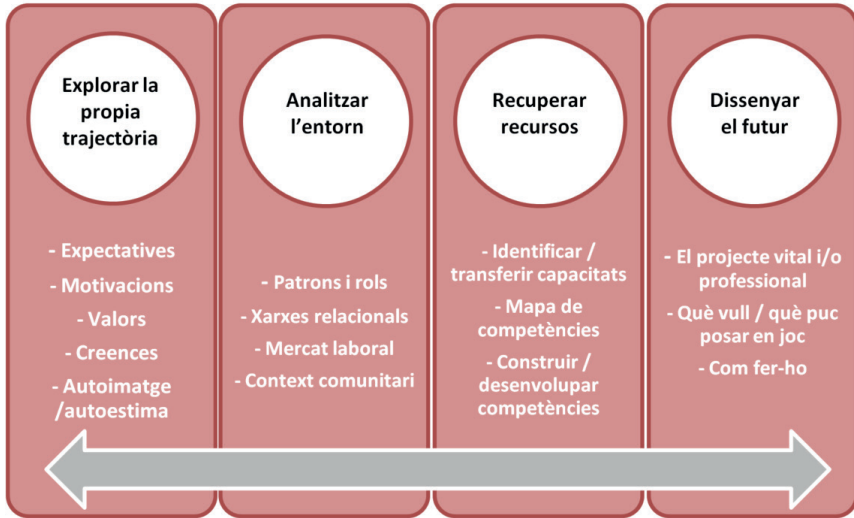 Explorar la
propia
trajectòria
- Expectatives
- Motivacions
- Valors
- Creences
- Autoimatge
/autoestima
Analitzar
l'entorn
- Patrons i rols
- Xarxes relacionals
- Mercat laboral
- Context comunitari
Recuperar
recursos
- Identificar /
transferir capacitats
- Mapa de
competències
- Construir /
desenvolupar
competències
Dissenyar
el futur
- El projecte vital i/o
professional
- Què vull / què puc
posar en joc
- Com fer-ho